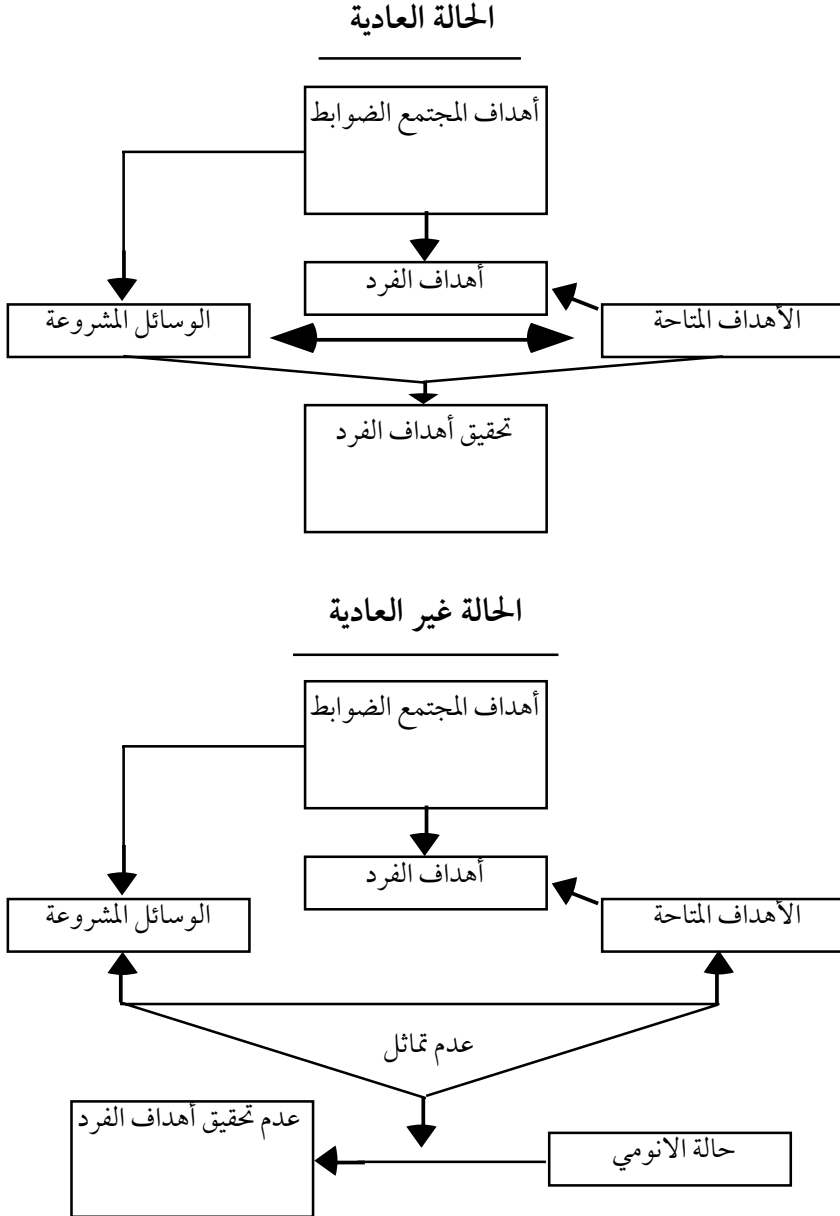 الحالة العادية
أهداف المجتمع الضوابط
أهداف الفرد
الأهداف المتاحة
الوسائل المشروعة
تحقيق أهداف الفرد
الحالة غير العادية
أهداف المجتمع الضوابط
أهداف الفرد
الأهداف المتاحة
الوسائل المشروعة
عدم تماثل
حالة الانومي
عدم تحقيق أهداف الفرد